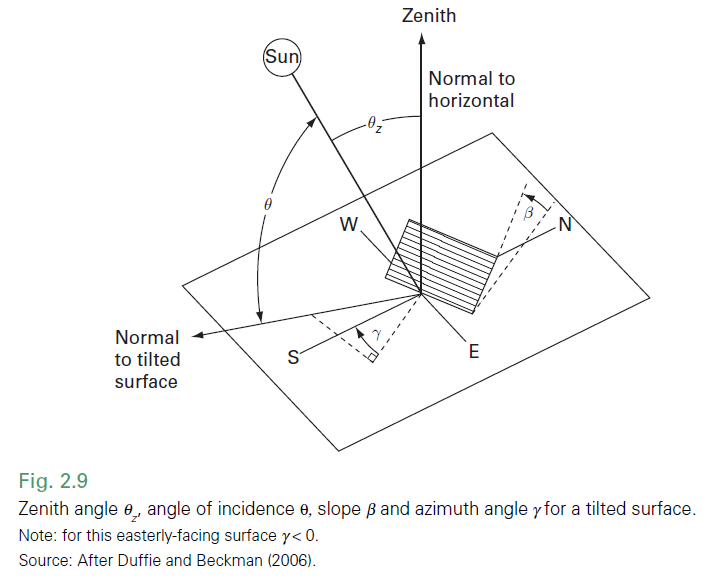 Zenith
Sun
Normal to
horizontal
θz
θ
W
β
N
Normal
to tilted
surface
S
γ
E
Fig. 2.9
Zenith angle θz, angle of incidence θ, slope β and azimuth angle γ for a tilted surface.
Note: for this easterly-facing surface γ< 0.
Source: After Duffie and Beckman (2006).